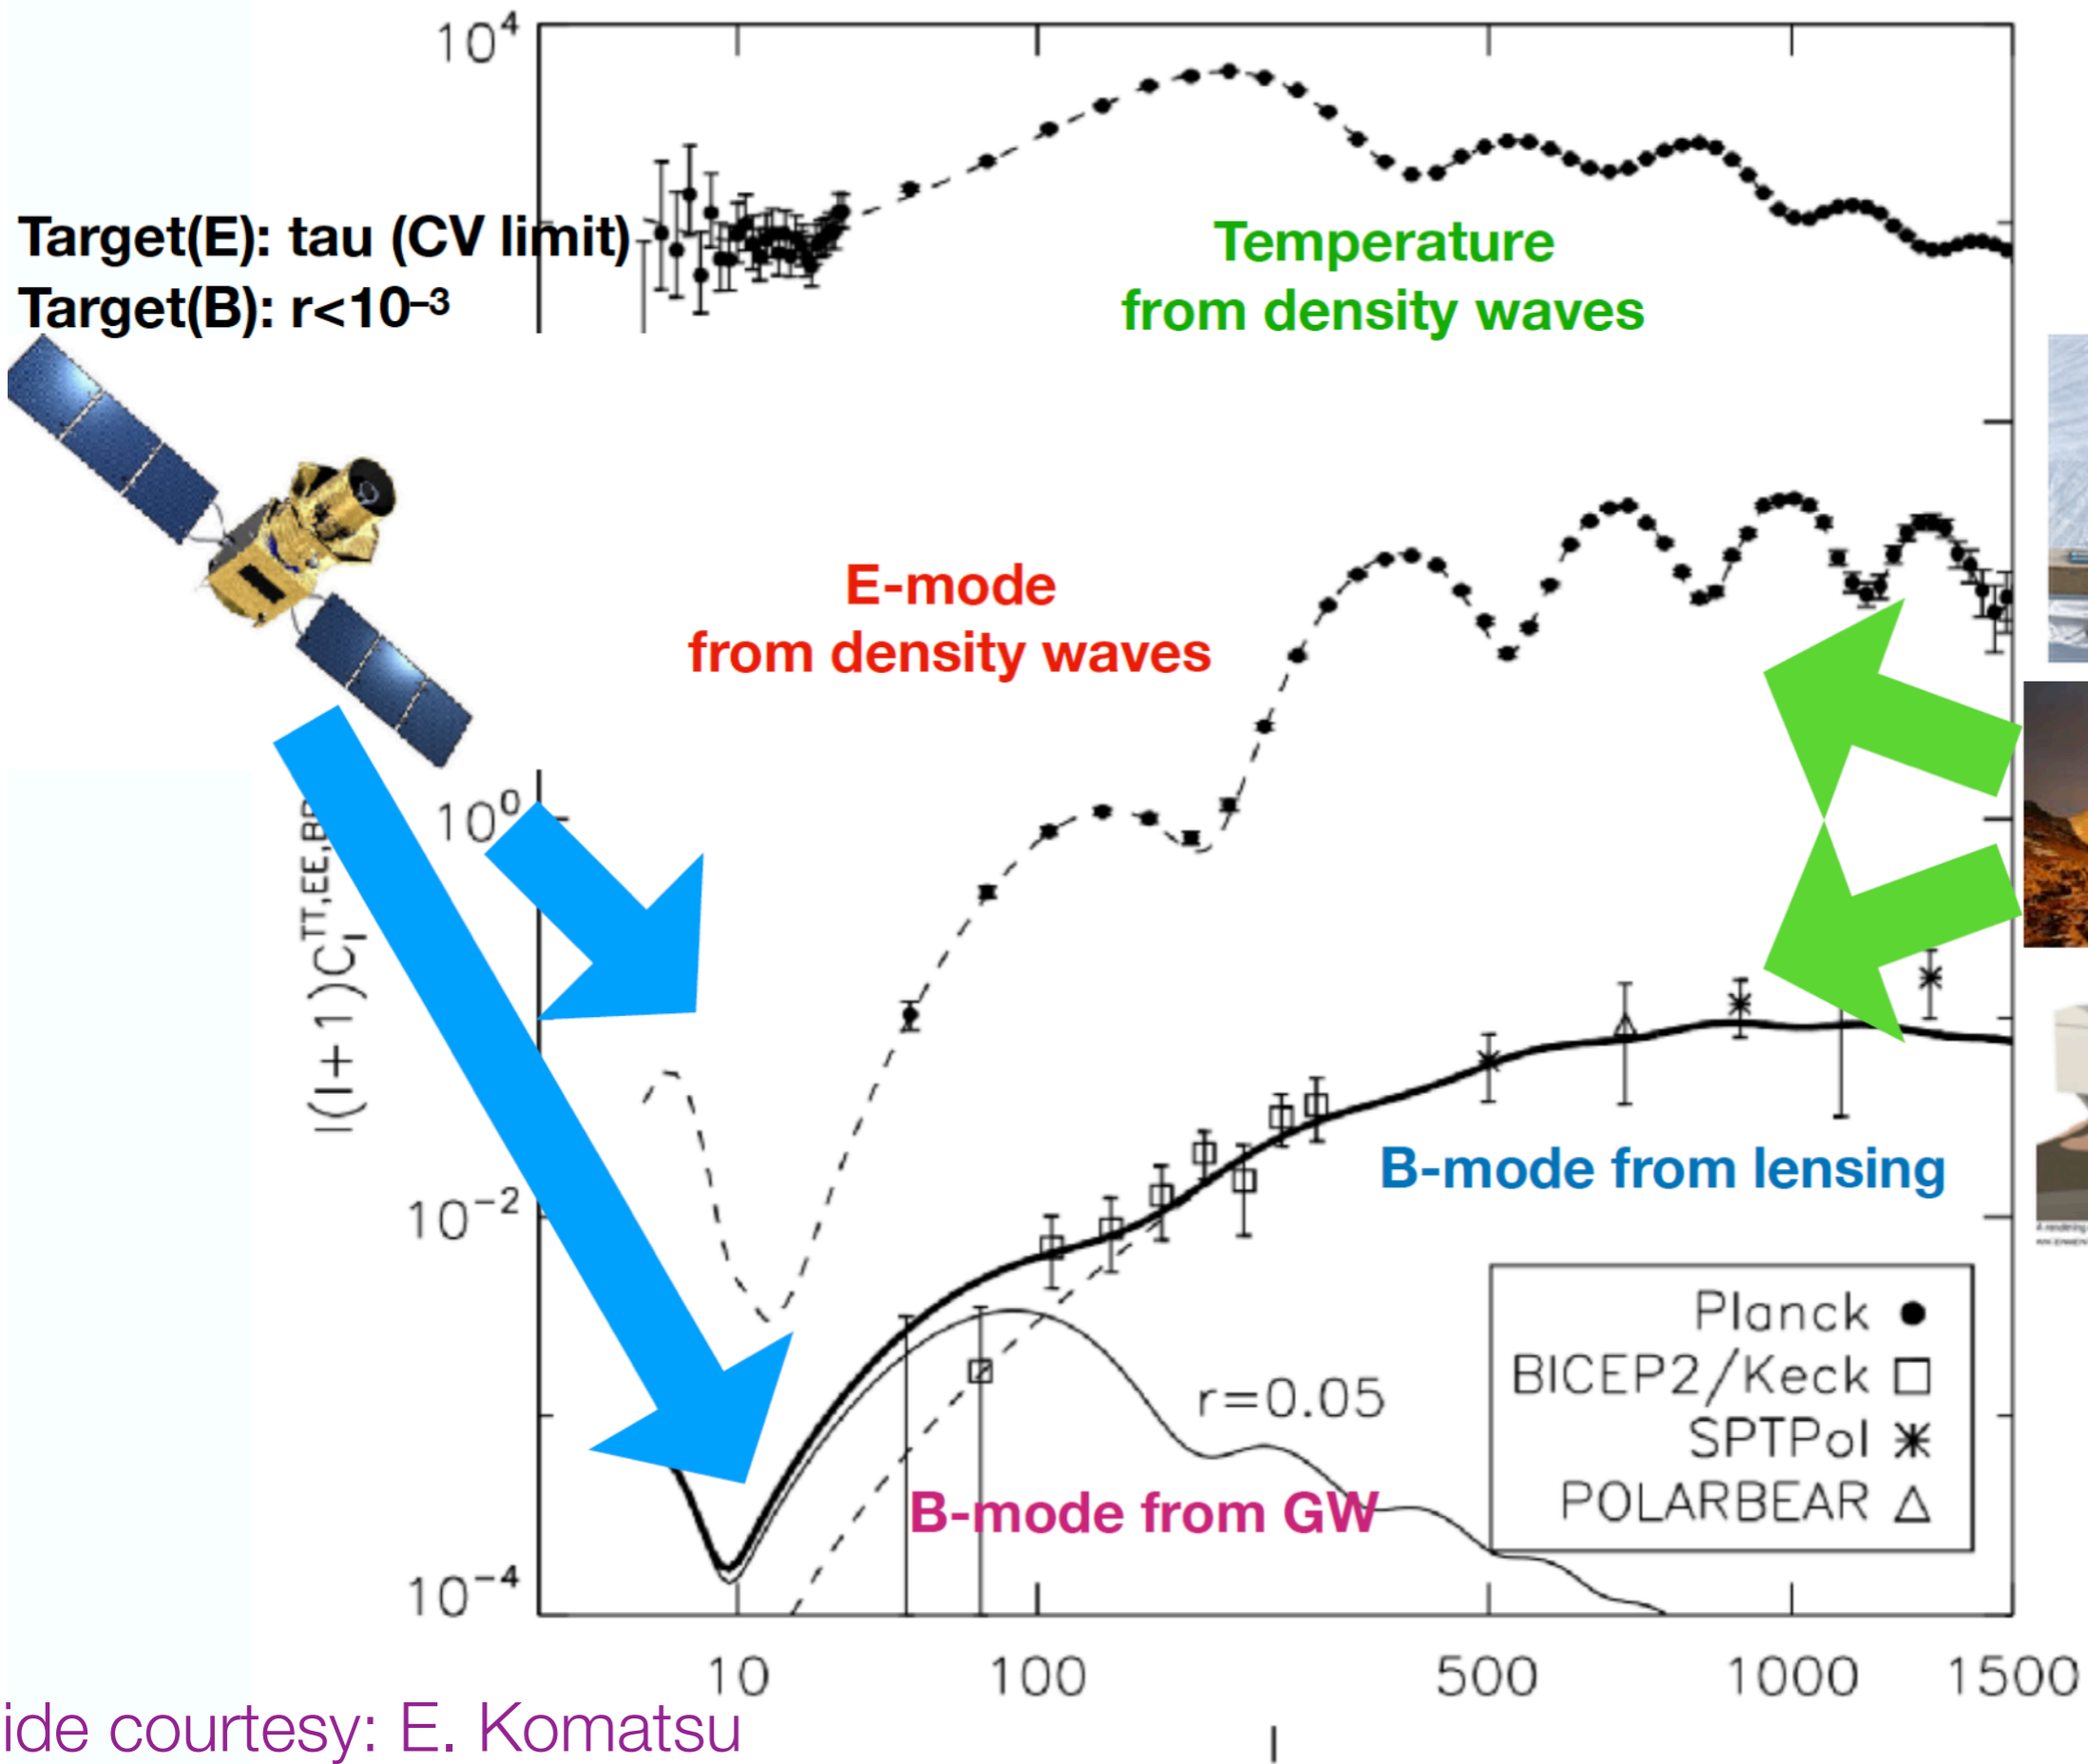 10⁴
Target(E): tau (CV limit)
Target(B): r<10⁻³
Temperature
from density waves
E-mode
from density waves
10⁰
l(l+1)C_l^TT,EE,BB
10⁻²
B-mode from lensing
Planck ●
BICEP2/Keck □
SPTPol ✳
POLARBEAR △
r=0.05
B-mode from GW
10⁻⁴
10 100 500 1000 1500
l
ide courtesy: E. Komatsu